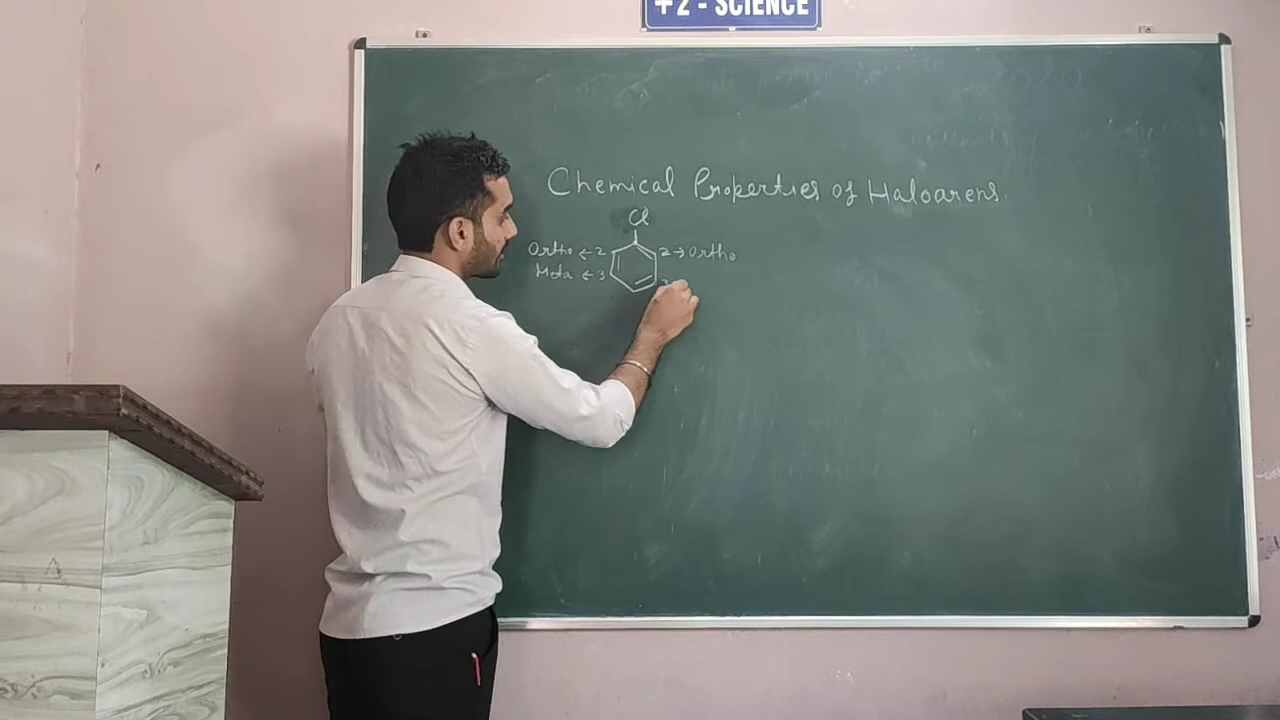 +2 - SCIENCE
Chemical Properties of Haloarens.
Cl
Ortho ← 2 2 → Ortho
Meta ← 3